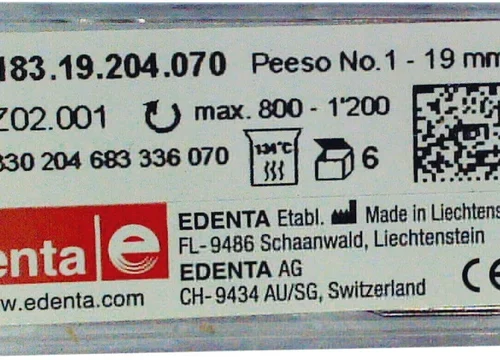 183.19.204.070 Peeso No.1 - 19 mm
Z02.001 max. 800 - 1'200
330 204 683 336 070 134°C 6
enta e
EDENTA Etabl. Made in Liechtens
FL-9486 Schaanwald, Liechtenstein
EDENTA AG
CH-9434 AU/SG, Switzerland
w.edenta.com CE